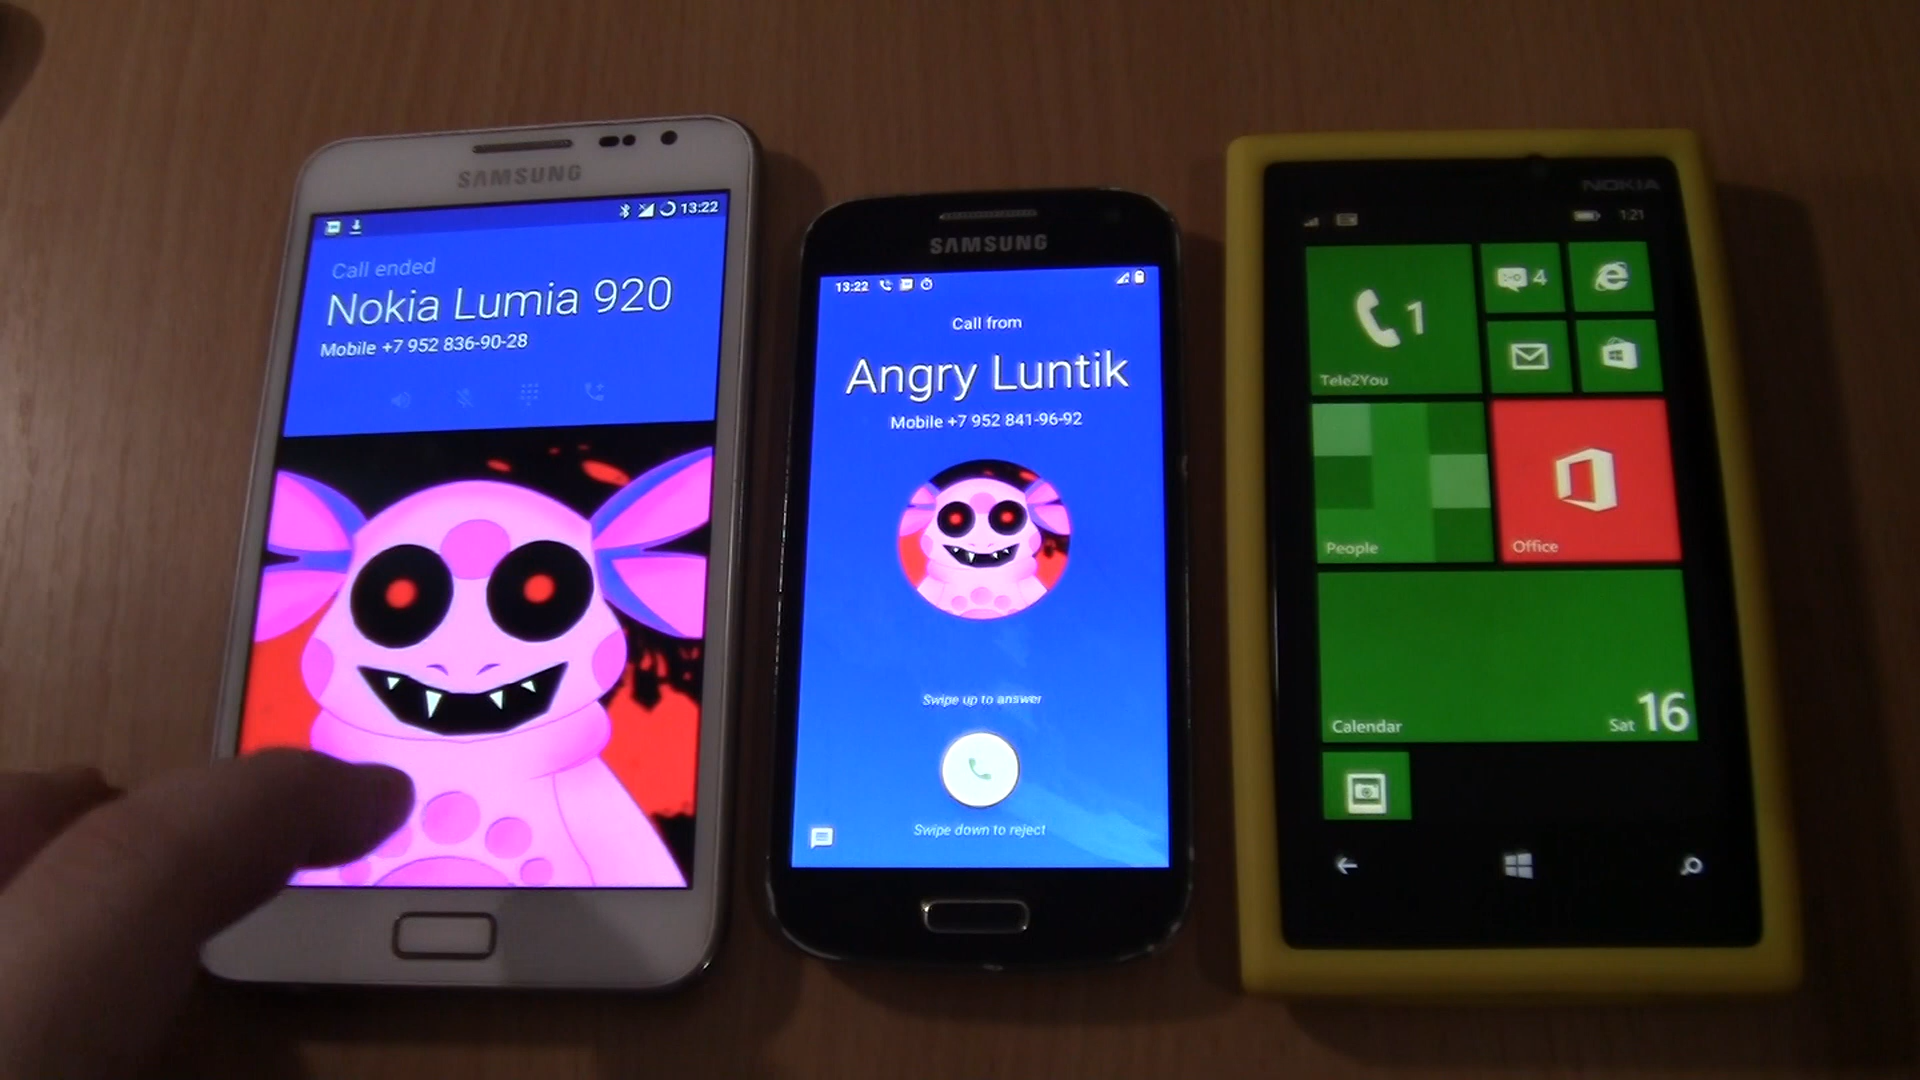 SAMSUNG
13:22
Call ended
Nokia Lumia 920
Mobile +7 952 836-90-28
SAMSUNG
13:22
Call from
Angry Luntik
Mobile +7 952 841-96-92
Swipe up to answer
Swipe down to reject
NOKIA
1:21
1
4
Tele2You
People
Office
Calendar
Sat 16